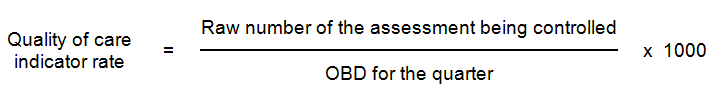 Quality of care
indicator rate
=
Raw number of the assessment being controlled
OBD for the quarter
x 1000